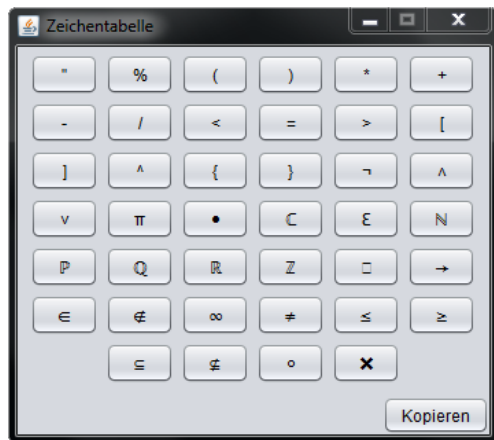 Zeichentabelle
" % ( ) * +
- / < = > [
] ^ { } ¬ ∧
∨ π • ℂ ℇ ℕ
ℙ ℚ ℝ ℤ □ →
∈ ∉ ∞ ≠ ≤ ≥
⊆ ⊈ ∘ ✖
Kopieren